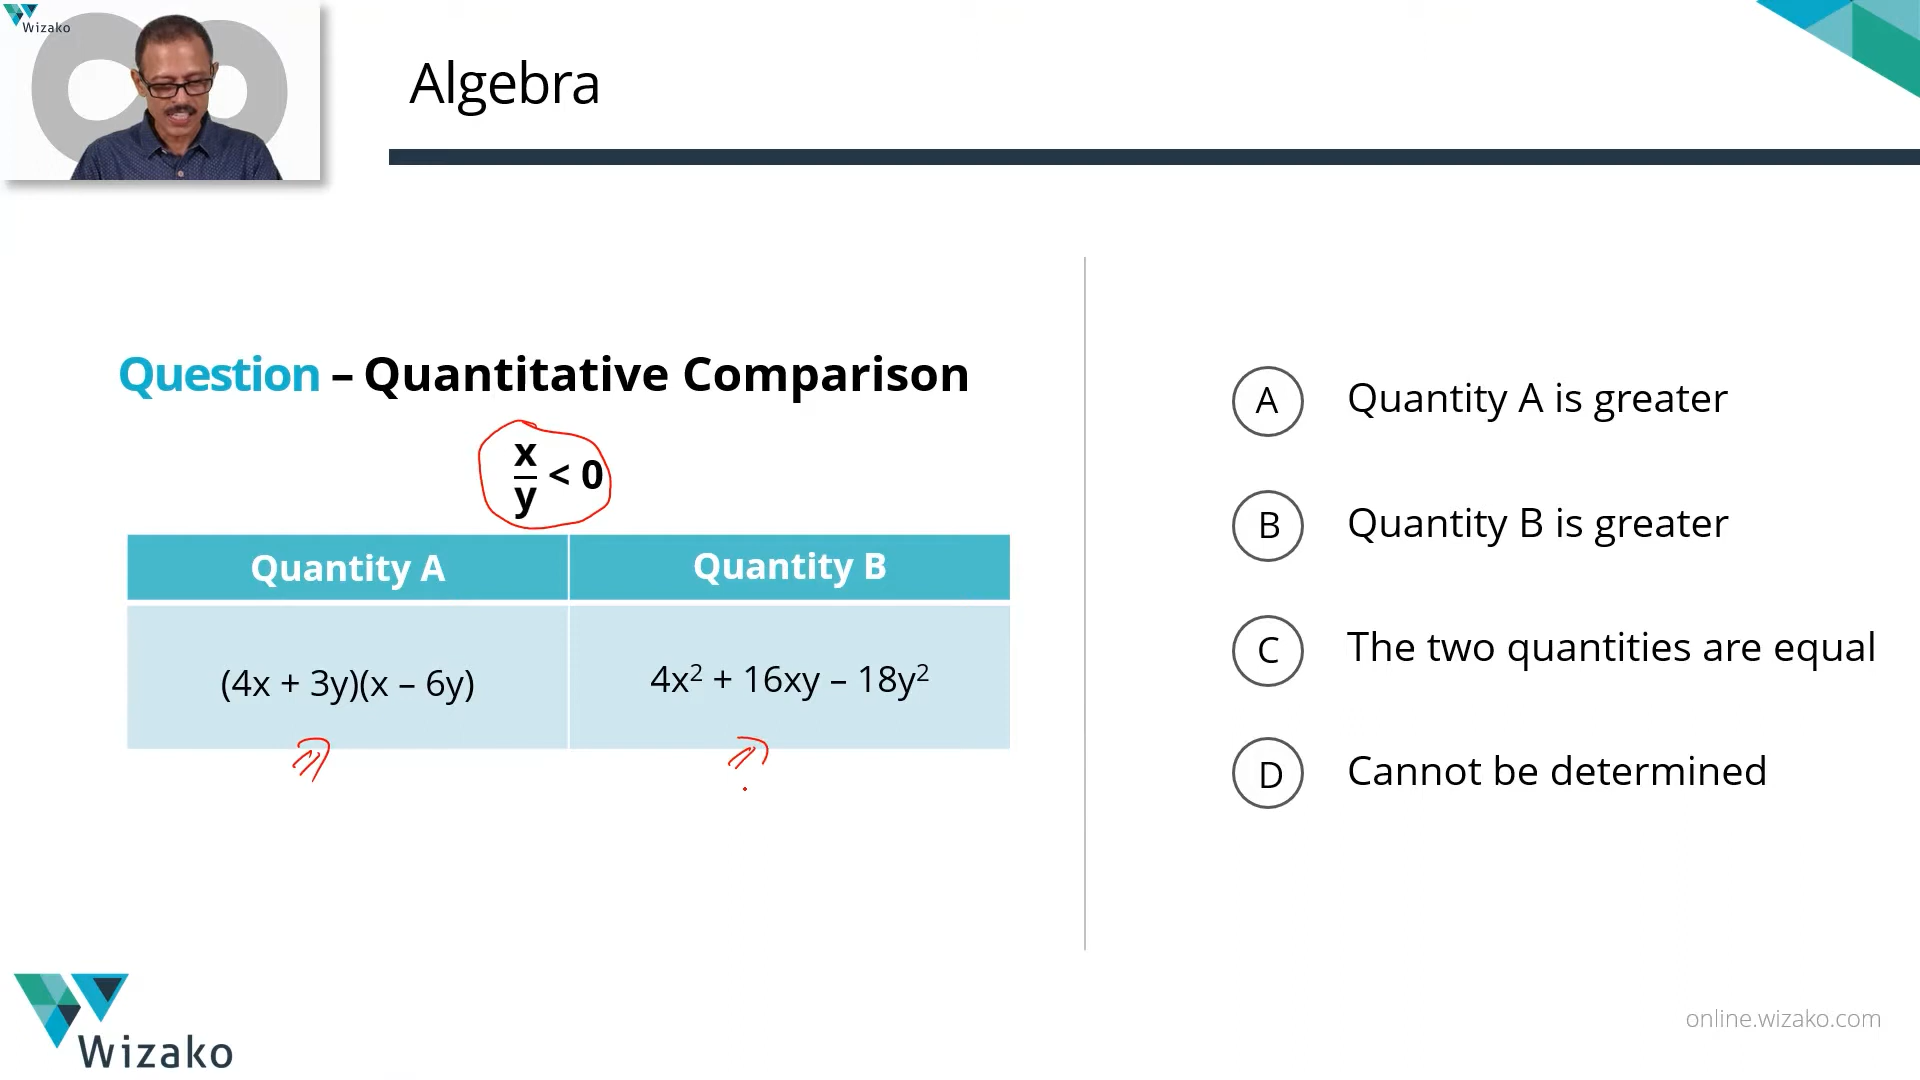 Wizako
Algebra
Question – Quantitative Comparison
x
y < 0
Quantity A Quantity B
(4x + 3y)(x – 6y) 4x² + 16xy – 18y²
A Quantity A is greater
B Quantity B is greater
C The two quantities are equal
D Cannot be determined
Wizako
online.wizako.com